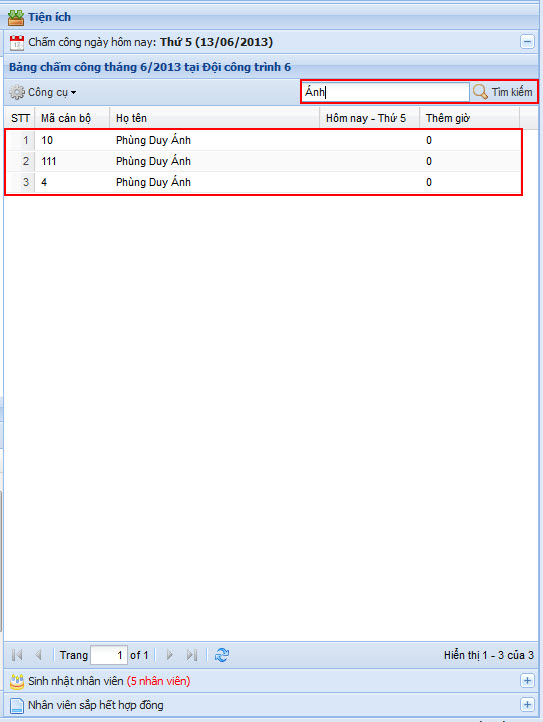 Tiện ích
Chấm công ngày hôm nay: Thứ 5 (13/06/2013)
Bảng chấm công tháng 6/2013 tại Đội công trình 6
Công cụ Ánh Tìm kiếm
STT Mã cán bộ Họ tên Hôm nay - Thứ 5 Thêm giờ
1 10 Phùng Duy Ánh 0
2 111 Phùng Duy Ánh 0
3 4 Phùng Duy Ánh 0
Trang 1 of 1 Hiển thị 1 - 3 của 3
Sinh nhật nhân viên (5 nhân viên)
Nhân viên sắp hết hợp đồng